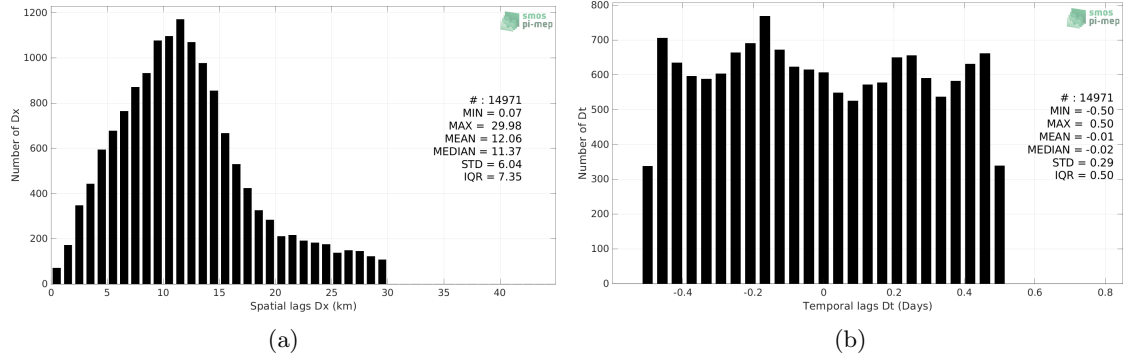 smos
pi-mep
1200
1000
800
600
400
200
0
Number of Dx
# : 14971
MIN = 0.07
MAX = 29.98
MEAN = 12.06
MEDIAN = 11.37
STD = 6.04
IQR = 7.35
0 5 10 15 20 25 30 35 40
Spatial lags Dx (km)
(a)
smos
pi-mep
800
700
600
500
400
300
200
100
0
Number of Dt
# : 14971
MIN = -0.50
MAX = 0.50
MEAN = -0.01
MEDIAN = -0.02
STD = 0.29
IQR = 0.50
-0.4 -0.2 0 0.2 0.4 0.6 0.8
Temporal lags Dt (Days)
(b)